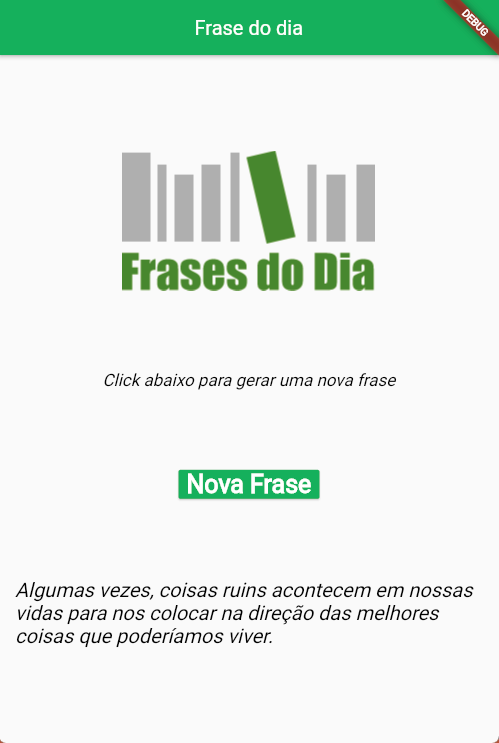 Frase do dia
DEBUG
Frases do Dia
Click abaixo para gerar uma nova frase
Nova Frase
Algumas vezes, coisas ruins acontecem em nossas
vidas para nos colocar na direção das melhores
coisas que poderíamos viver.